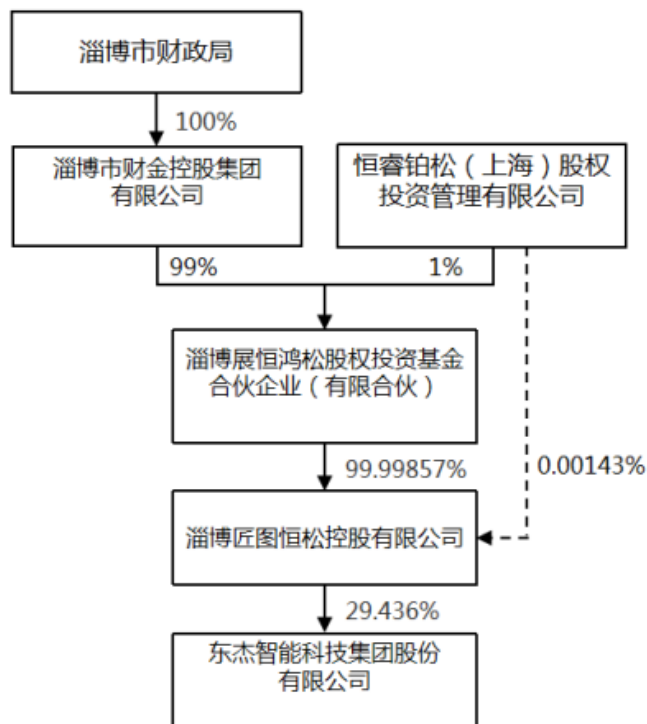 淄博市财政局
100%
淄博市财金控股集团
有限公司
恒睿铂松（上海）股权
投资管理有限公司
99%
1%
淄博展恒鸿松股权投资基金
合伙企业（有限合伙）
99.99857%
0.00143%
淄博匠图恒松控股有限公司
29.436%
东杰智能科技集团股份
有限公司